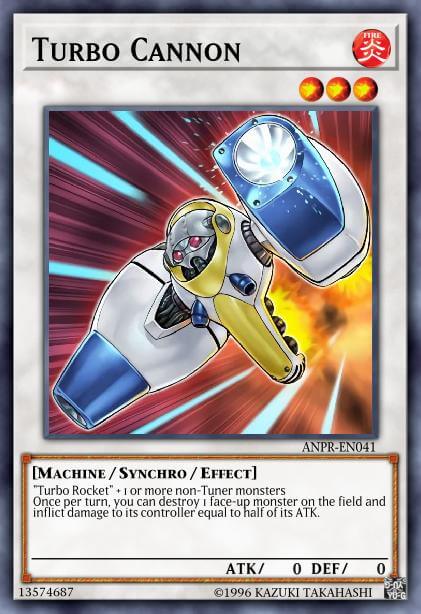 TURBO CANNON
FIRE
炎
ANPR-EN041
[MACHINE / SYNCHRO / EFFECT]
"Turbo Rocket" + 1 or more non-Tuner monsters
Once per turn, you can destroy 1 face-up monster on the field and
inflict damage to its controller equal to half of its ATK.
ATK/ 0 DEF/ 0
13574687 ©1996 KAZUKI TAKAHASHI